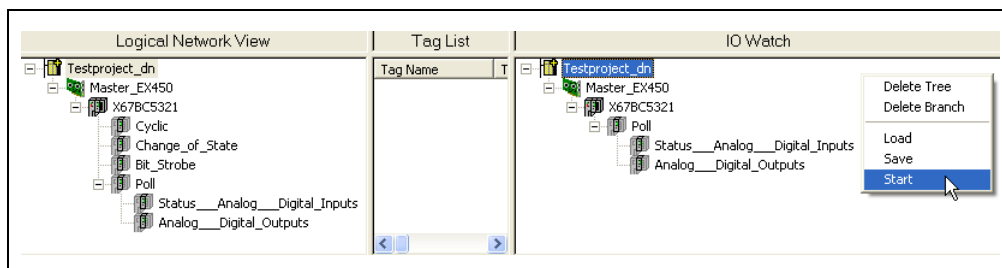 Logical Network View
Testproject_dn
Master_EX450
X67BC5321
Cyclic
Change_of_State
Bit_Strobe
Poll
Status___Analog___Digital_Inputs
Analog___Digital_Outputs
Tag List
Tag Name T
IO Watch
Testproject_dn
Master_EX450
X67BC5321
Poll
Status___Analog___Digital_Inputs
Analog___Digital_Outputs
Delete Tree
Delete Branch
Load
Save
Start